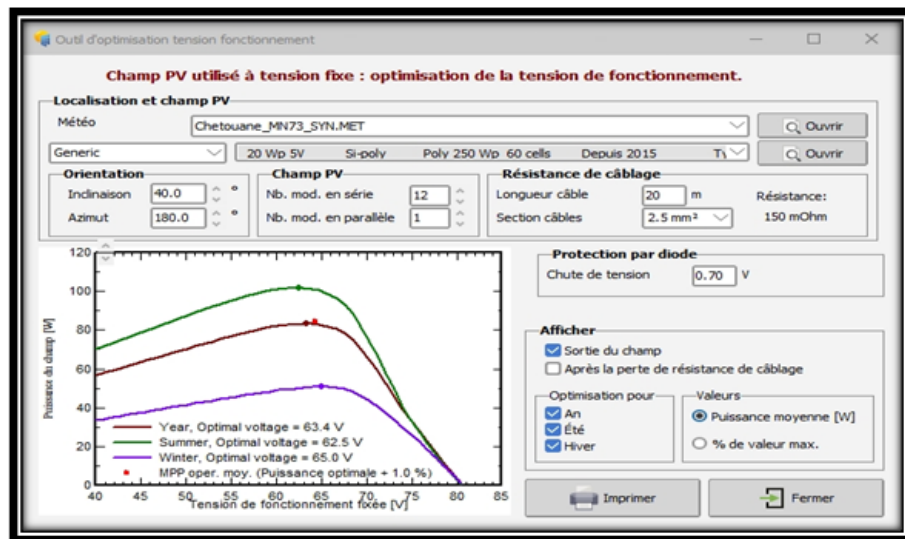 Outil d'optimisation tension fonctionnement
Champ PV utilisé à tension fixe : optimisation de la tension de fonctionnement.
Localisation et champ PV
Météo
Chetouane_MN73_SYN.MET
Ouvrir
Generic
20 Wp 5V Si-poly Poly 250 Wp 60 cells Depuis 2015
Ouvrir
Orientation
Inclinaison 40.0 °
Azimut 180.0 °
Champ PV
Nb. mod. en série 12
Nb. mod. en parallèle 1
Résistance de câblage
Longueur câble 20 m
Section câbles 2.5 mm²
Résistance:
150 mOhm
Puissance du champ [W]
120
100
80
60
40
20
0
Year, Optimal voltage = 63.4 V
Summer, Optimal voltage = 62.5 V
Winter, Optimal voltage = 65.0 V
MPP oper. moy. (Puissance optimale + 1.0 %)
40 45 50 55 60 65 70 75 80 85
Tension de fonctionnement fixée [V]
Protection par diode
Chute de tension 0.70 V
Afficher
Sortie du champ
Après la perte de résistance de câblage
Optimisation pour
An
Été
Hiver
Valeurs
Puissance moyenne [W]
% de valeur max.
Imprimer
Fermer